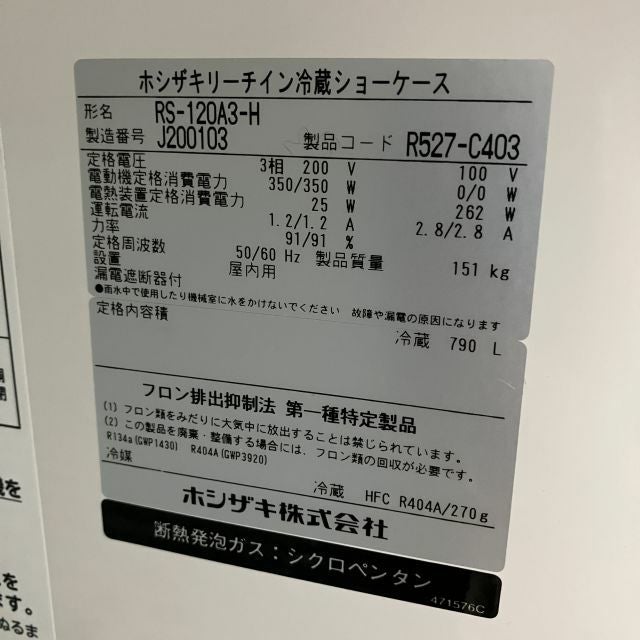 ホシザキリーチイン冷蔵ショーケース
形名 RS-120A3-H
製造番号 J200103 製品コード R527-C403
定格電圧 3相 200 V 100 V
電動機定格消費電力 350/350 W 0/0 W
電熱装置定格消費電力 25 W 262 W
運転電流 1.2/1.2 A 2.8/2.8 A
力率 91/91 %
定格周波数 50/60 Hz 製品質量 151 kg
設置 屋内用
漏電遮断器付
●雨水中で使用したり機械室に水をかけないでください 故障や漏電の原因になります
定格内容積
冷蔵 790 L
フロン排出抑制法 第一種特定製品
(1) フロン類をみだりに大気中に放出することは禁じられています。
(2) この製品を廃棄・整備する場合には、フロン類の回収が必要です。
R134a(GWP1430) R404A(GWP3920)
冷媒
冷蔵 HFC R404A/270g
ホシザキ株式会社
断熱発泡ガス：シクロペンタン
471576C
を
を
ます。
ぬるま